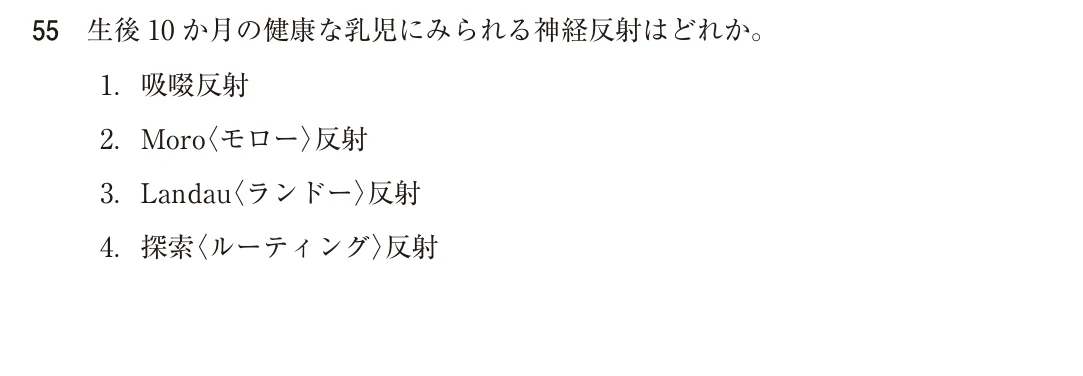 55 生後 10 か月の健康な乳児にみられる神経反射はどれか。
1. 吸啜反射
2. Moro〈モロー〉反射
3. Landau〈ランドー〉反射
4. 探索〈ルーティング〉反射